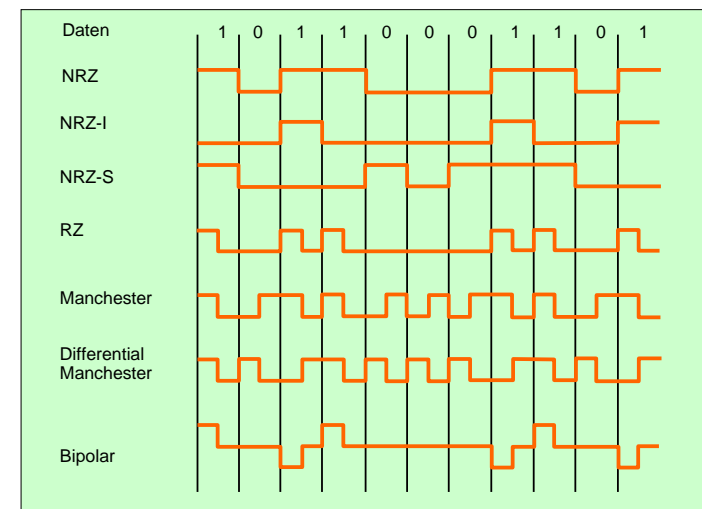 Daten 1 0 1 1 0 0 0 1 1 0 1
NRZ
NRZ-I
NRZ-S
RZ
Manchester
Differential
Manchester
Bipolar